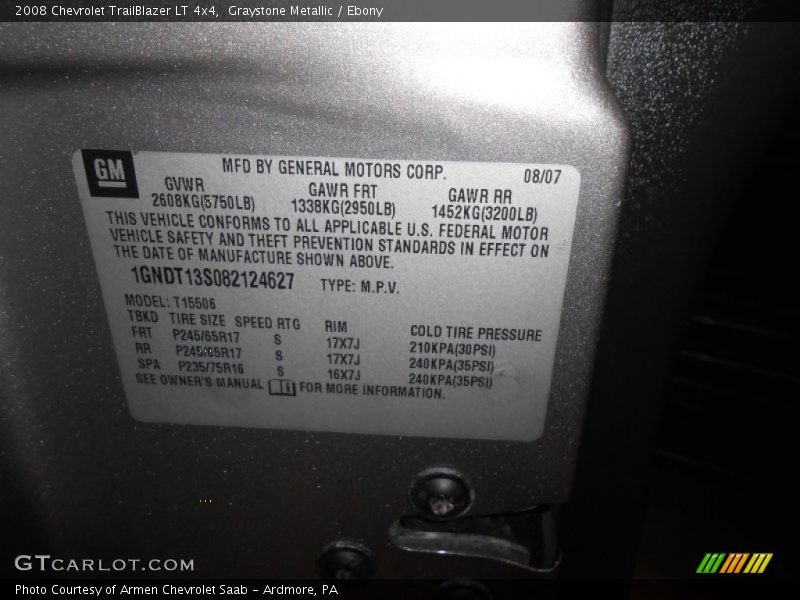 2008 Chevrolet TrailBlazer LT 4x4, Graystone Metallic / Ebony
GM
MFD BY GENERAL MOTORS CORP. 08/07
GVWR GAWR FRT GAWR RR
2608KG(5750LB) 1338KG(2950LB) 1452KG(3200LB)
THIS VEHICLE CONFORMS TO ALL APPLICABLE U.S. FEDERAL MOTOR
VEHICLE SAFETY AND THEFT PREVENTION STANDARDS IN EFFECT ON
THE DATE OF MANUFACTURE SHOWN ABOVE.
1GNDT13S082124627 TYPE: M.P.V.
MODEL: T15506
TBKD TIRE SIZE SPEED RTG RIM COLD TIRE PRESSURE
FRT P245/65R17 S 17X7J 210KPA(30PSI)
RR P245/65R17 S 17X7J 240KPA(35PSI)
SPA P235/75R16 S 16X7J 240KPA(35PSI)
SEE OWNER'S MANUAL FOR MORE INFORMATION.
GTCARLOT.COM
Photo Courtesy of Armen Chevrolet Saab - Ardmore, PA